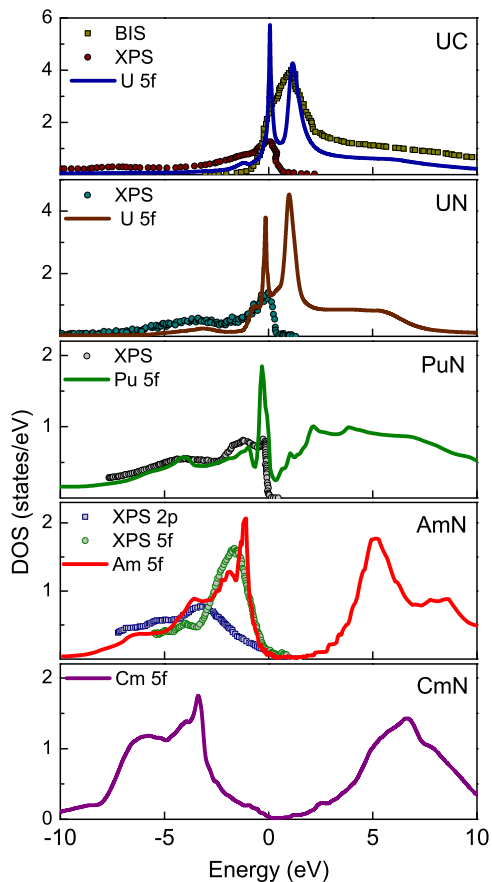 6
BIS
UC
XPS
4
U 5f
2
XPS
UN
4
U 5f
2
2
XPS
PuN
Pu 5f
1
DOS (states/eV)
2
XPS 2p
AmN
XPS 5f
Am 5f
1
2
Cm 5f
CmN
1
0
-10 -5 0 5 10
Energy (eV)